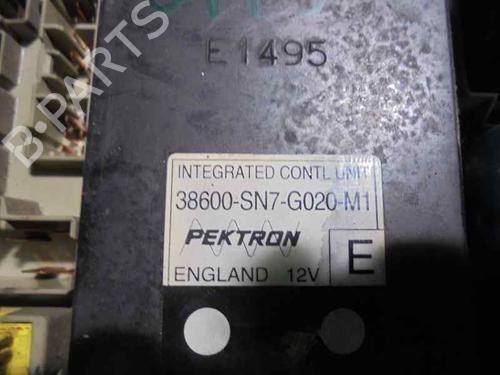 E1495
INTEGRATED CONTL UNIT
38600-SN7-G020-M1
PEKTRON
ENGLAND 12V
E
B-PARTS